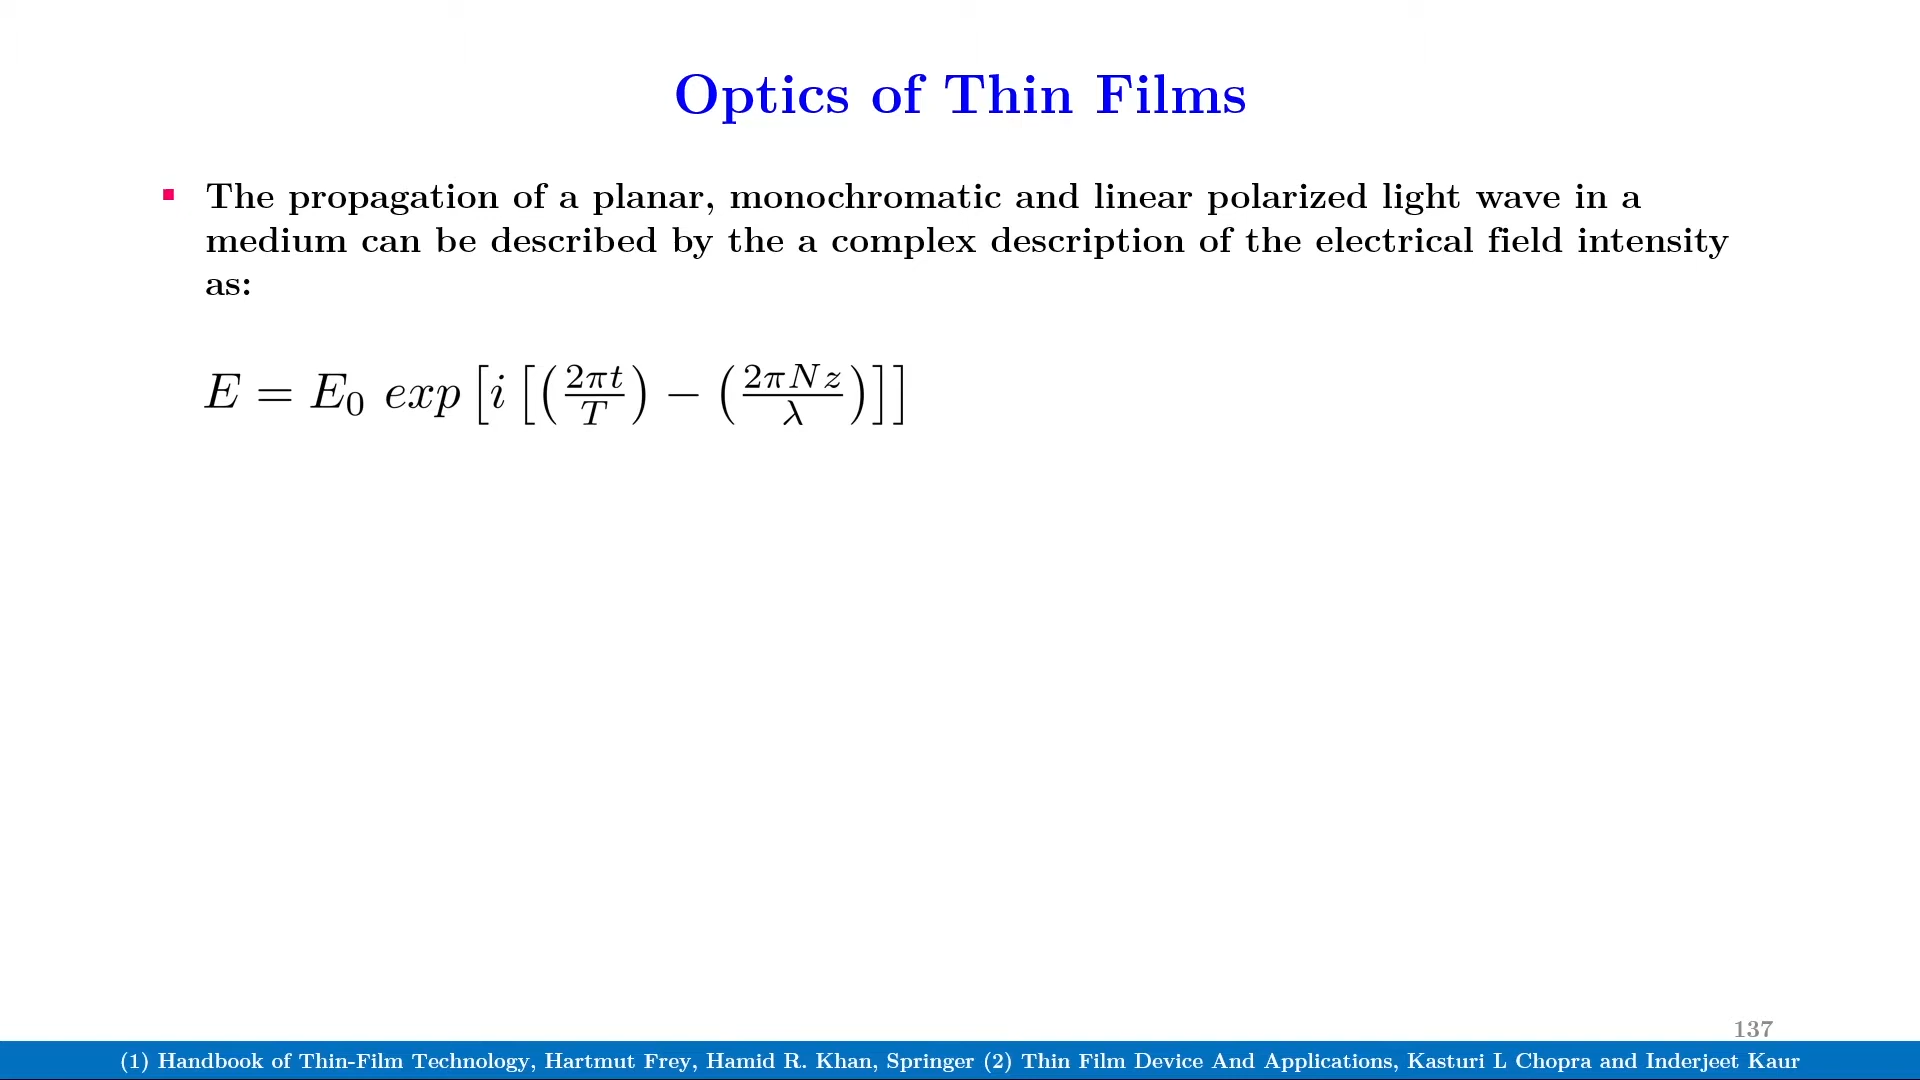 Optics of Thin Films
▪ The propagation of a planar, monochromatic and linear polarized light wave in a
medium can be described by the a complex description of the electrical field intensity
as:
E = E₀ exp [i [(2πt/T) − (2πNz/λ)]]
137
(1) Handbook of Thin-Film Technology, Hartmut Frey, Hamid R. Khan, Springer (2) Thin Film Device And Applications, Kasturi L Chopra and Inderjeet Kaur